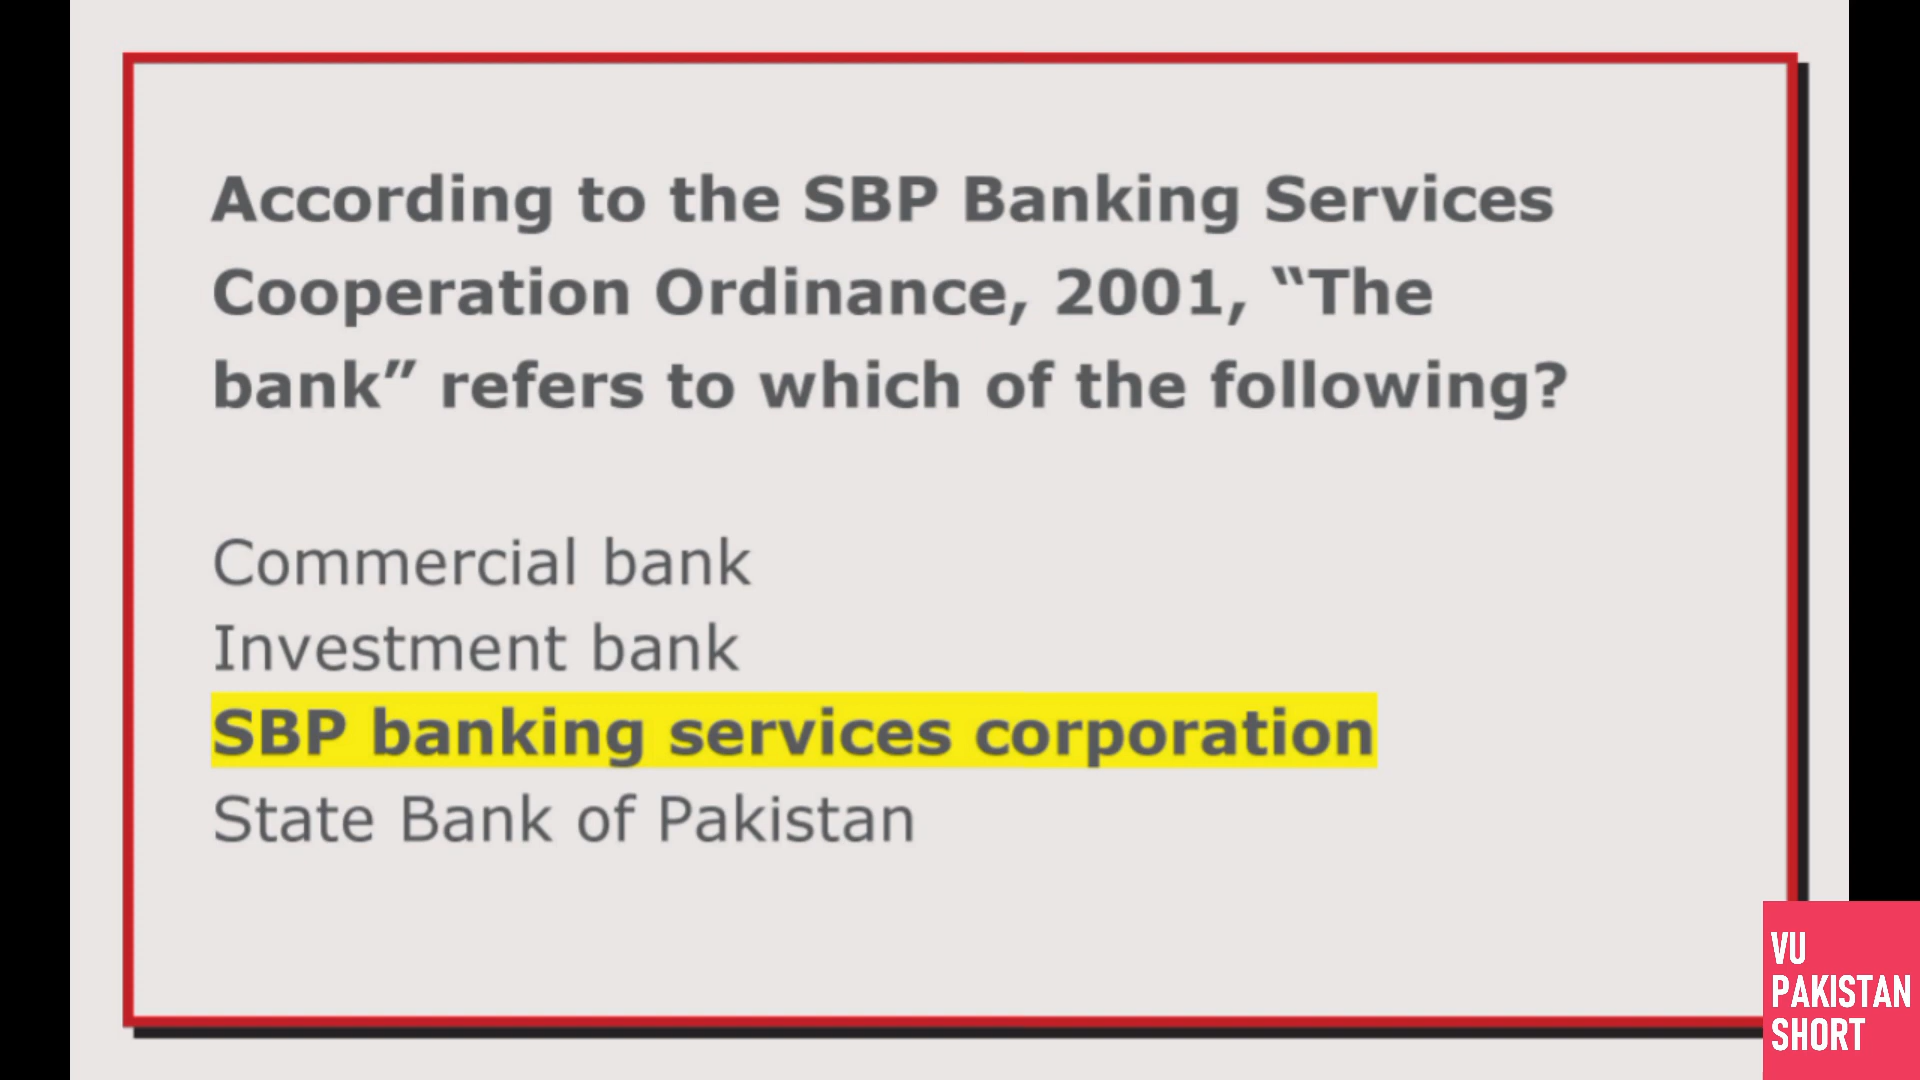 According to the SBP Banking Services
Cooperation Ordinance, 2001, “The
bank” refers to which of the following?
Commercial bank
Investment bank
SBP banking services corporation
State Bank of Pakistan
VU
PAKISTAN
SHORT